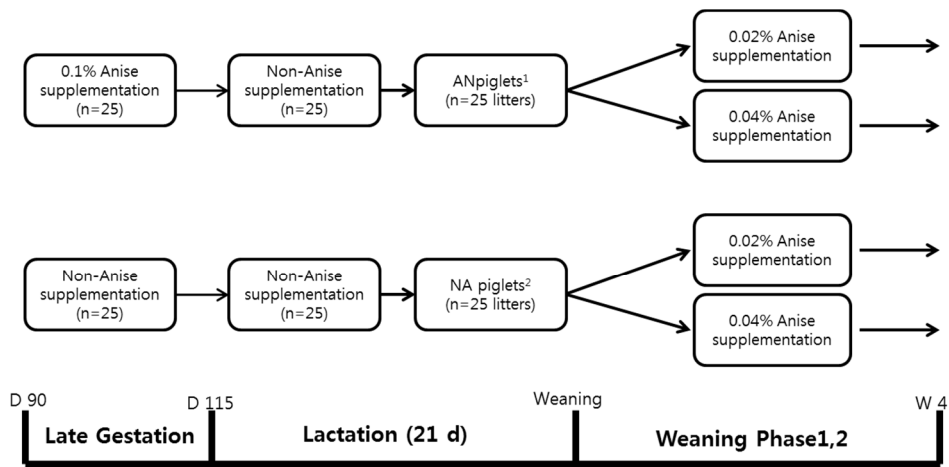 0.1% Anise
supplementation
(n=25)
Non-Anise
supplementation
(n=25)
ANpiglets¹
(n=25 litters)
0.02% Anise
supplementation
0.04% Anise
supplementation
Non-Anise
supplementation
(n=25)
Non-Anise
supplementation
(n=25)
NA piglets²
(n=25 litters)
0.02% Anise
supplementation
0.04% Anise
supplementation
D 90
D 115
Weaning
W 4
Late Gestation
Lactation (21 d)
Weaning Phase1,2